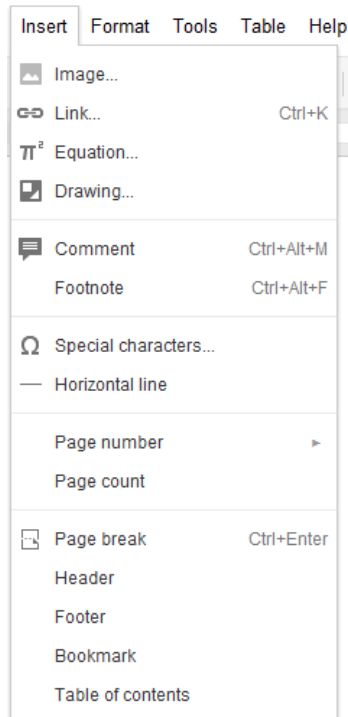 Insert Format Tools Table Help
Image...
Link... Ctrl+K
π² Equation...
Drawing...
Comment Ctrl+Alt+M
Footnote Ctrl+Alt+F
Ω Special characters...
Horizontal line
Page number ►
Page count
Page break Ctrl+Enter
Header
Footer
Bookmark
Table of contents